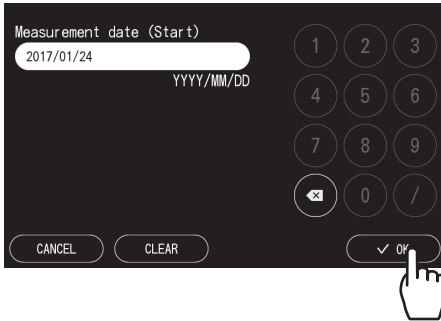 Measurement date (Start)
2017/01/24
YYYY/MM/DD
1 2 3
4 5 6
7 8 9
0 /
CANCEL CLEAR ✓ OK